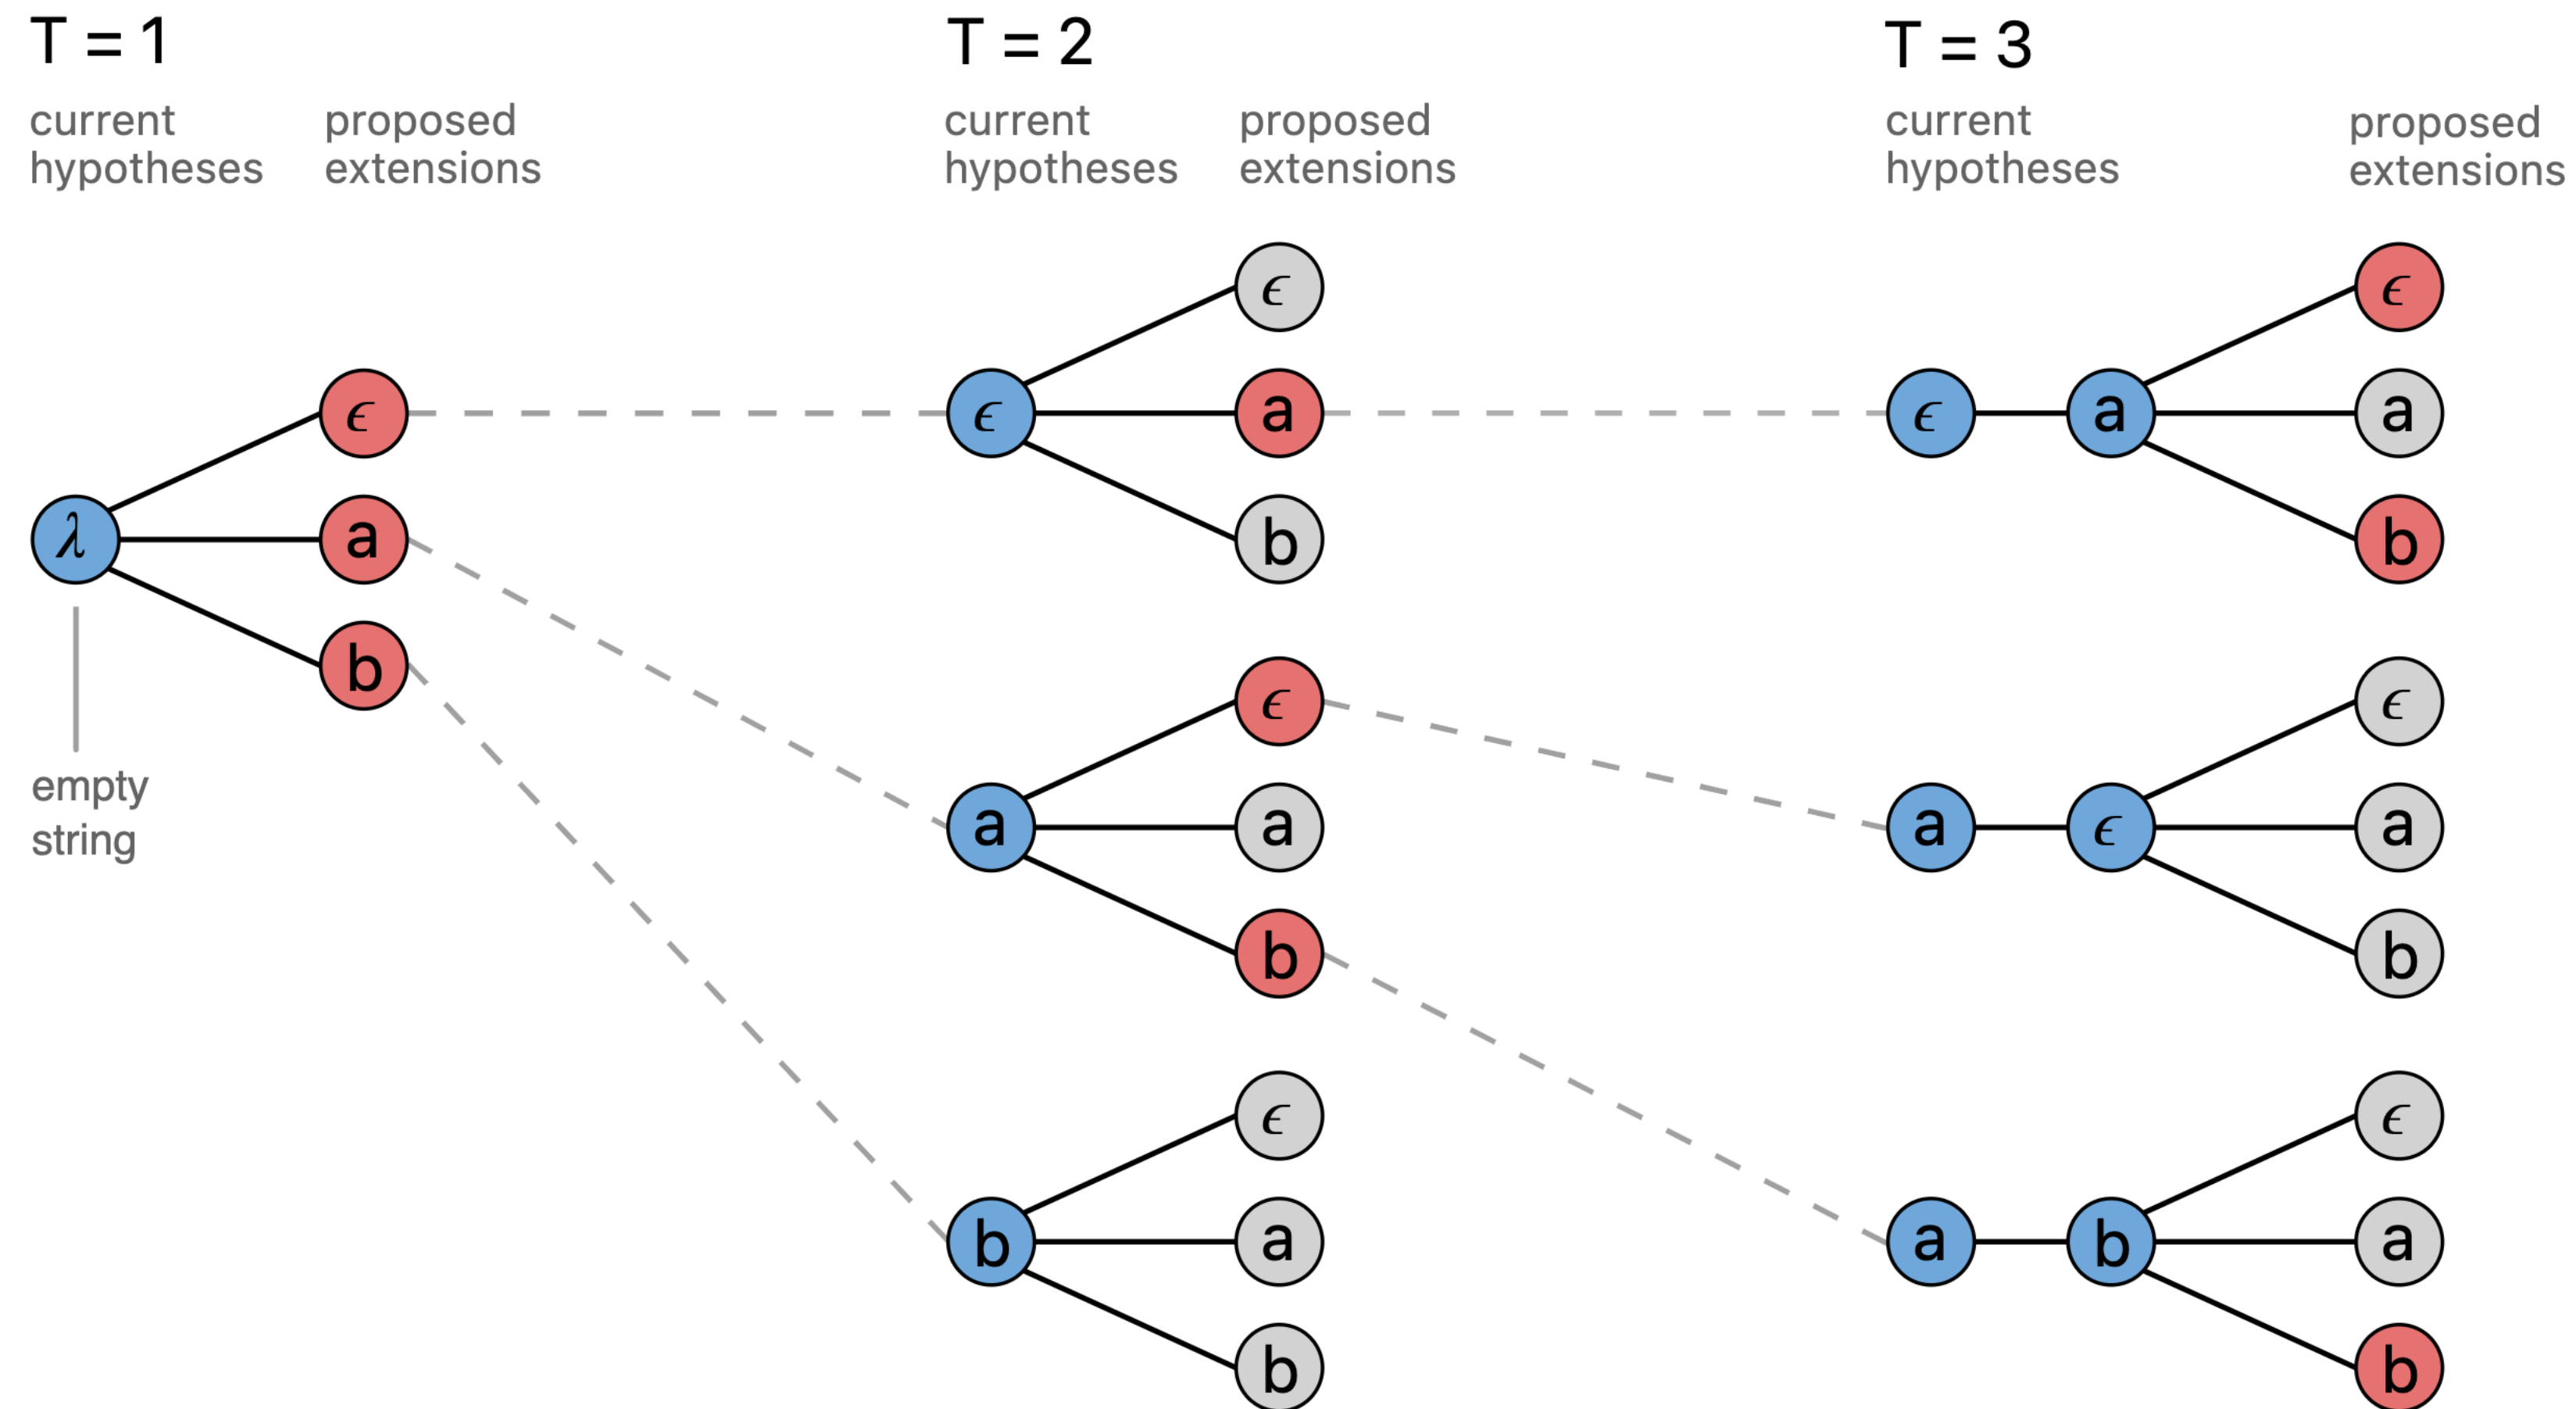 T = 1
current hypotheses
proposed extensions
λ
ϵ
a
b
empty string
T = 2
current hypotheses
proposed extensions
ϵ
ϵ
a
b
a
ϵ
a
b
b
ϵ
a
b
T = 3
current hypotheses
proposed extensions
ϵ a
ϵ
a
b
a ϵ
ϵ
a
b
a b
ϵ
a
b